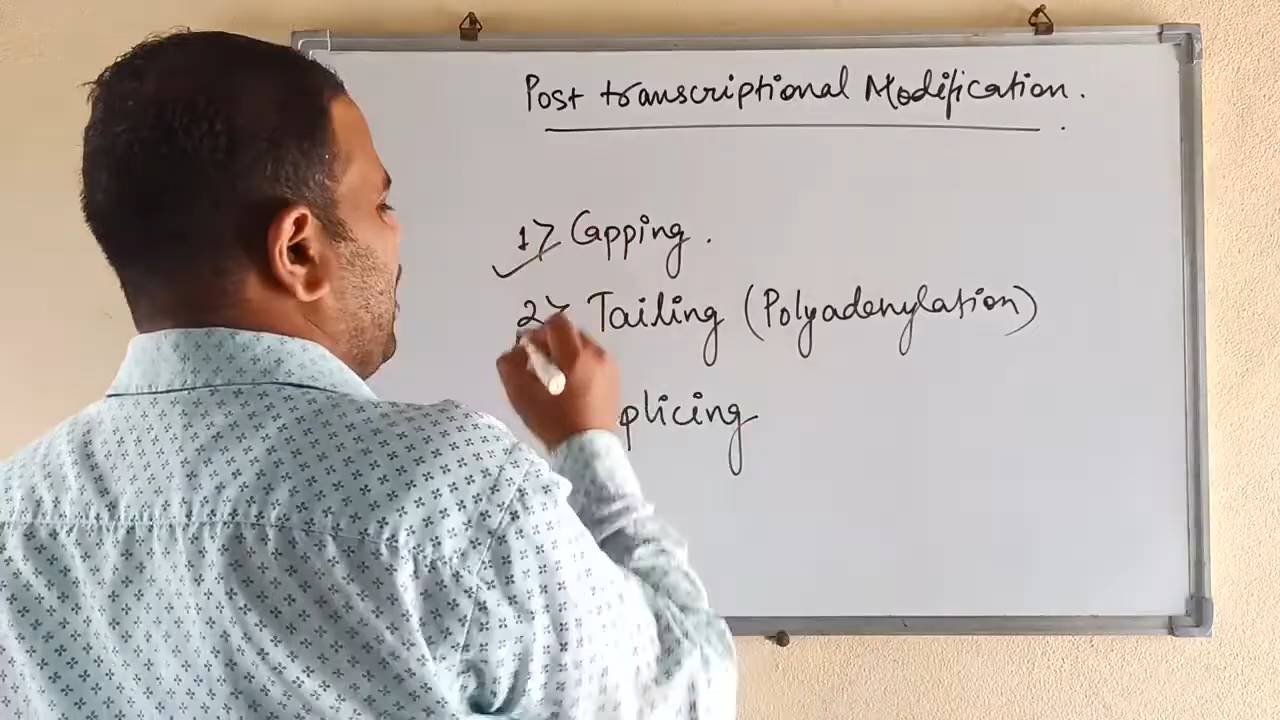 Post transcriptional Modification.
1> Capping.
2> Tailing (Polyadenylation)
plicing